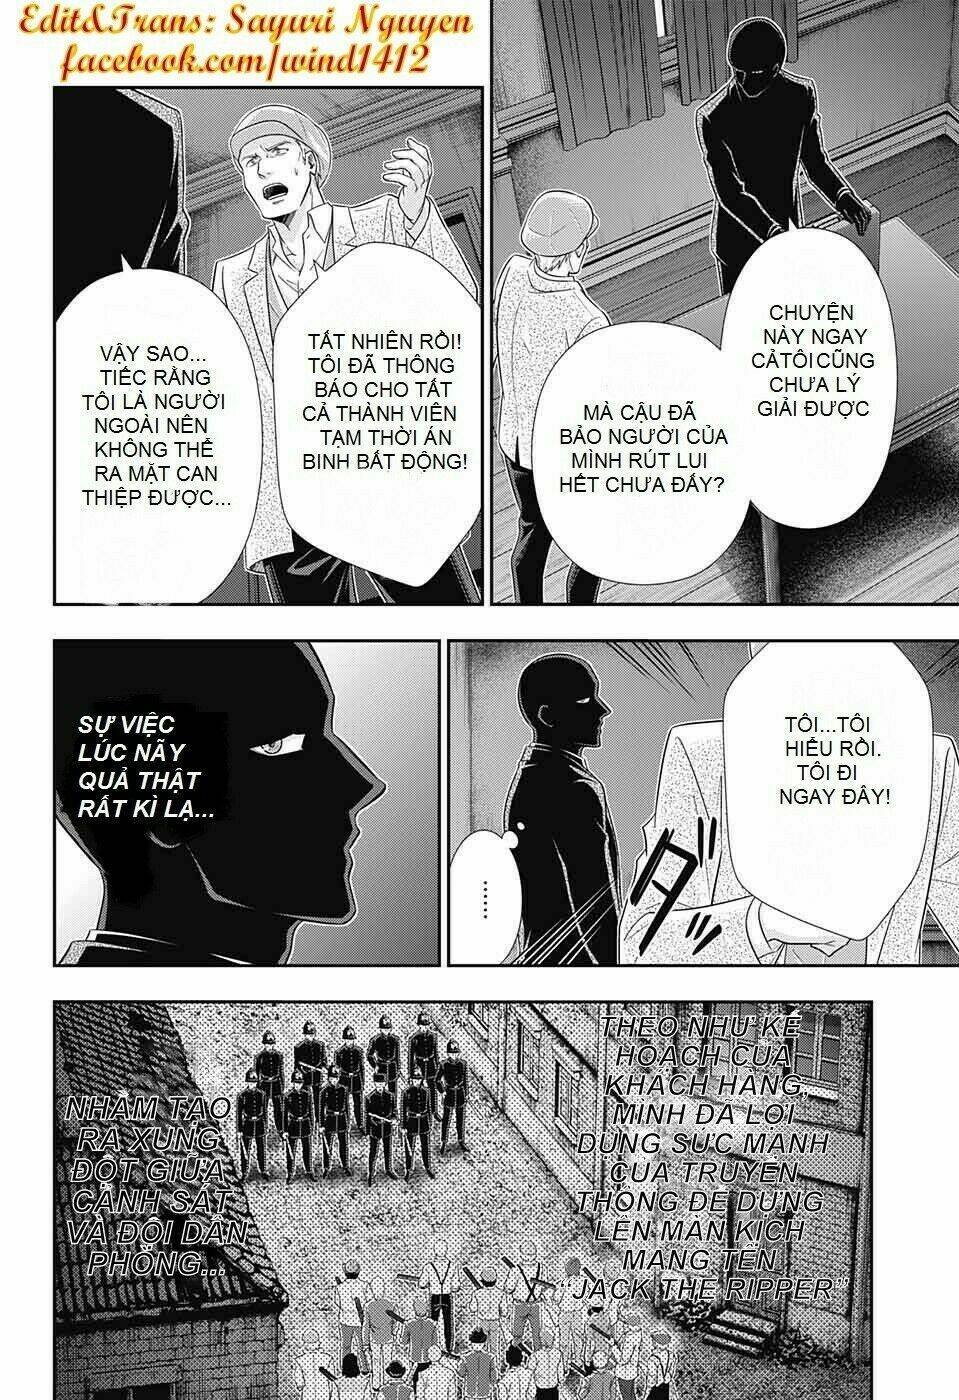 Edit&Trans: Sayuri Nguyen
facebook.com/wind1412
CHUYỆN
NÀY NGAY
CẢ TÔI CŨNG
CHƯA LÝ
GIẢI ĐƯỢC
MÀ CẬU ĐÃ
BẢO NGƯỜI CỦA
MÌNH RÚT LUI
HẾT CHƯA ĐẤY?
TẤT NHIÊN RỒI!
TÔI ĐÃ THÔNG
BÁO CHO TẤT
CẢ THÀNH VIÊN
TẠM THỜI ÁN
BINH BẤT ĐỘNG!
VẬY SAO...
TIẾC RẰNG
TÔI LÀ NGƯỜI
NGOÀI NÊN
KHÔNG THỂ
RA MẶT CAN
THIỆP ĐƯỢC...
TÔI...TÔI
HIỂU RỒI.
TÔI ĐI
NGAY ĐÂY!
ダッ
......
SỰ VIỆC
LÚC NÃY
QUẢ THẬT
RẤT KÌ LẠ...
THEO NHƯ KẾ
HOẠCH CỦA
KHÁCH HÀNG,
MÌNH ĐÃ LỢI
DỤNG SỨC MẠNH
CỦA TRUYỀN
THÔNG ĐỂ DỰNG
LÊN MÀN KỊCH
MANG TÊN
“JACK THE RIPPER”
NHẰM TẠO
RA XUNG
ĐỘT GIỮA
CẢNH SÁT
VÀ ĐỘI DÂN
PHÒNG...